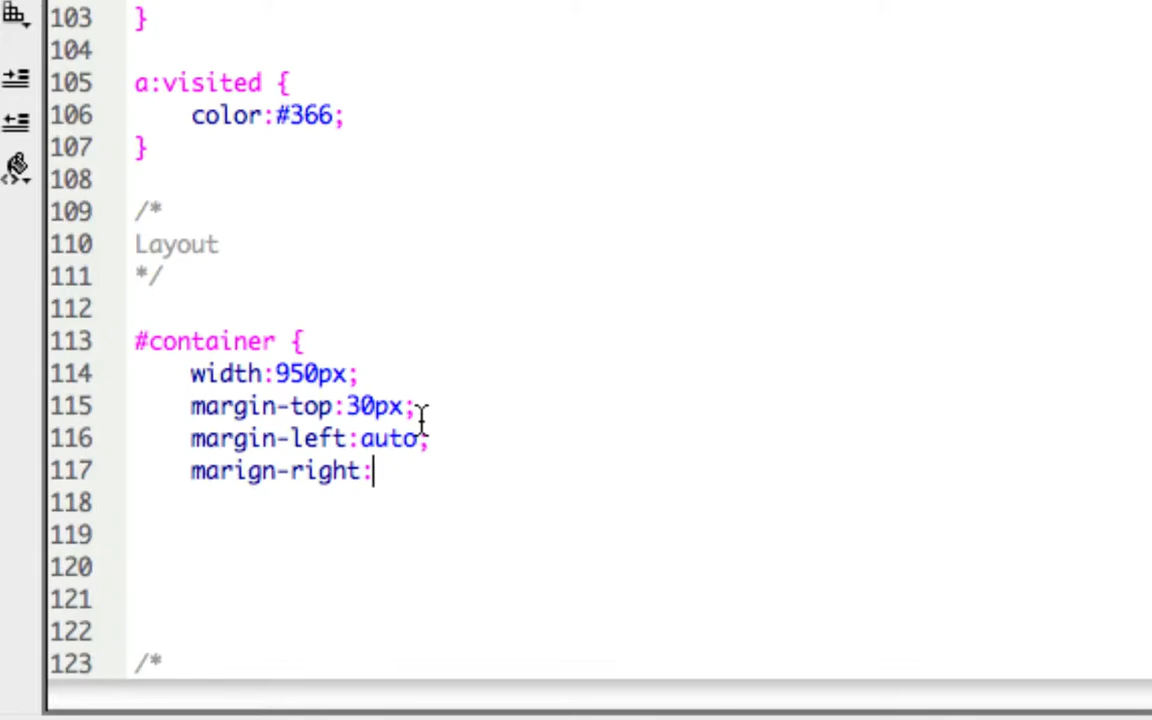 103 }
104
105 a:visited {
106 color:#366;
107 }
108
109 /*
110 Layout
111 */
112
113 #container {
114 width:950px;
115 margin-top:30px;
116 margin-left:auto;
117 marign-right:
118
119
120
121
122
123 /*